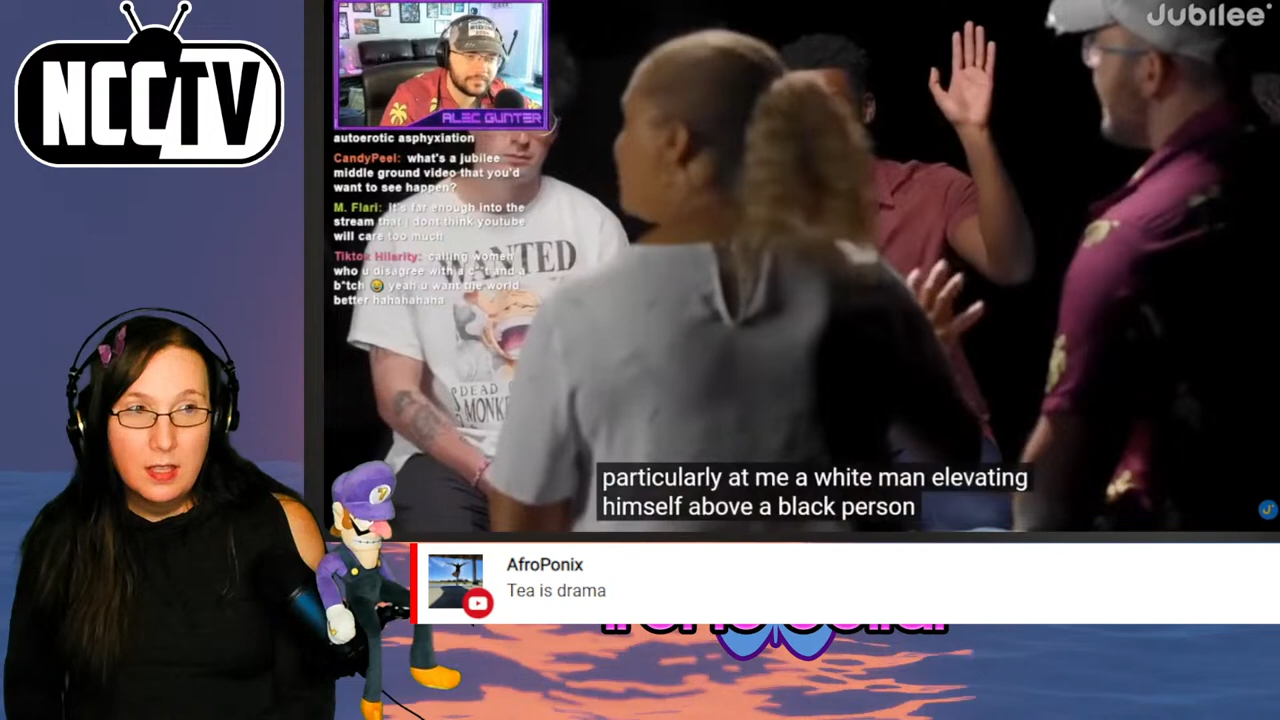 NCCTV
Jubilee
ALEC GUNTER
autoerotic asphyxiation
CandyPeel: what's a jubilee
middle ground video that you'd
want to see happen?
M. Flari: it's far enough into the
stream that i dont think youtube
will care too much
Tiktok Hilarity: calling women
who u disagree with a c*t and a
b*tch 😂 yeah u want the world
better hahahahana
WANTED
DEAD
MONK
particularly at me a white man elevating
himself above a black person
AfroPonix
Tea is drama